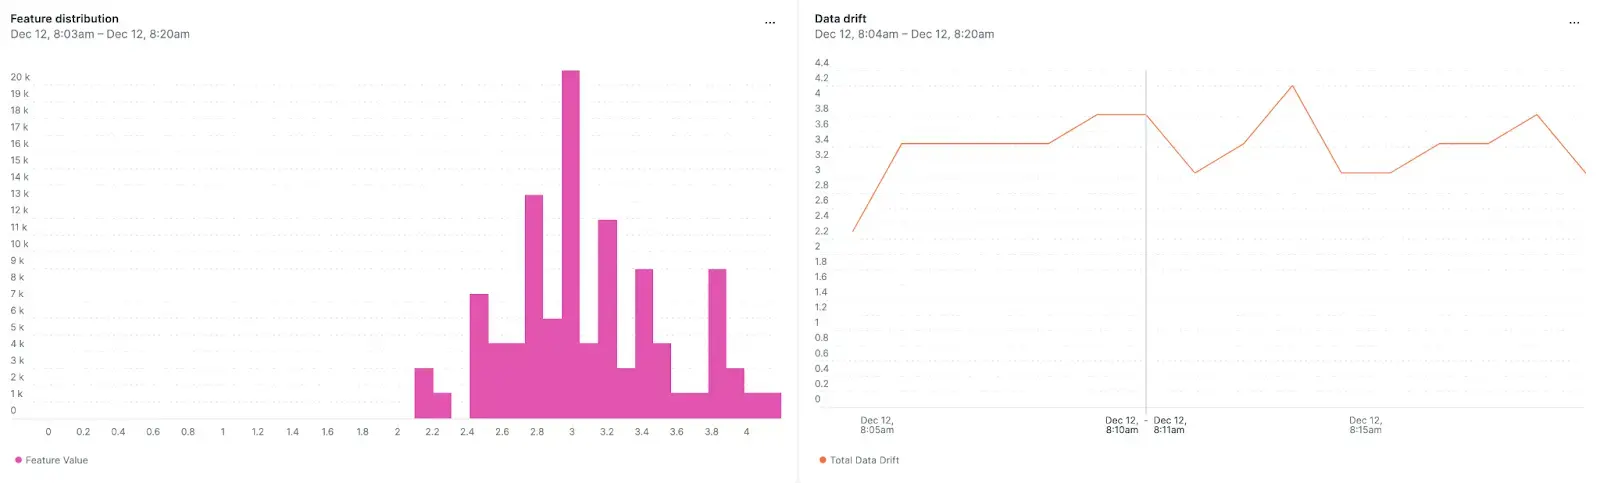 Feature distribution
...
Dec 12, 8:03am – Dec 12, 8:20am
20 k
19 k
18 k
17 k
16 k
15 k
14 k
13 k
12 k
11 k
10 k
9 k
8 k
7 k
6 k
5 k
4 k
3 k
2 k
1 k
0
0 0.2 0.4 0.6 0.8 1 1.2 1.4 1.6 1.8 2 2.2 2.4 2.6 2.8 3 3.2 3.4 3.6 3.8 4
Feature Value
Data drift
...
Dec 12, 8:04am – Dec 12, 8:20am
4.4
4.2
4
3.8
3.6
3.4
3.2
3
2.8
2.6
2.4
2.2
2
1.8
1.6
1.4
1.2
1
0.8
0.6
0.4
0.2
0
Dec 12,
8:05am
Dec 12, - Dec 12,
8:10am 8:11am
Dec 12,
8:15am
Total Data Drift